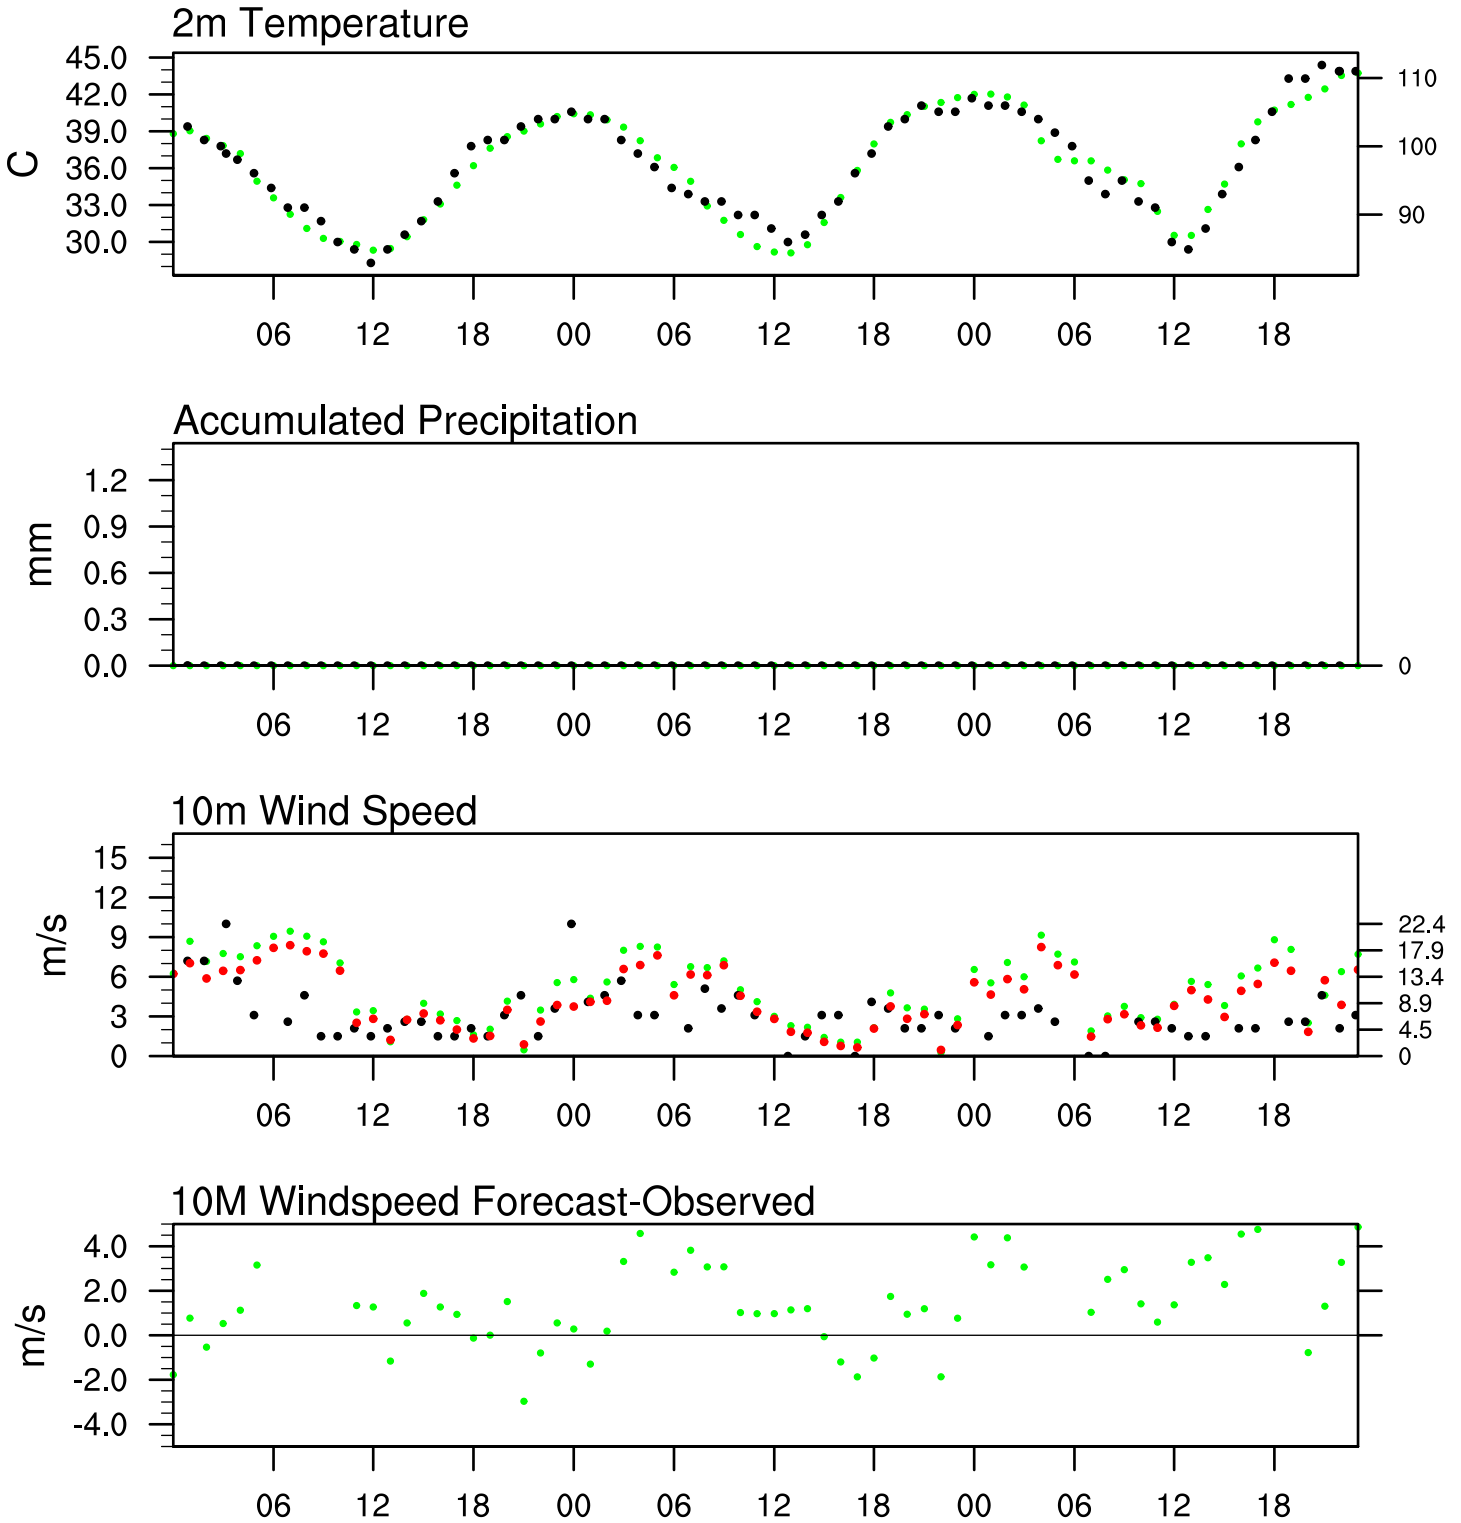 2m Temperature
45.0
42.0
39.0
36.0
33.0
30.0
C
110
100
90
06 12 18 00 06 12 18 00 06 12 18
Accumulated Precipitation
1.2
0.9
0.6
0.3
0.0
mm
0
06 12 18 00 06 12 18 00 06 12 18
10m Wind Speed
15
12
9
6
3
0
m/s
22.4
17.9
13.4
8.9
4.5
0
06 12 18 00 06 12 18 00 06 12 18
10M Windspeed Forecast-Observed
4.0
2.0
0.0
-2.0
-4.0
m/s
06 12 18 00 06 12 18 00 06 12 18